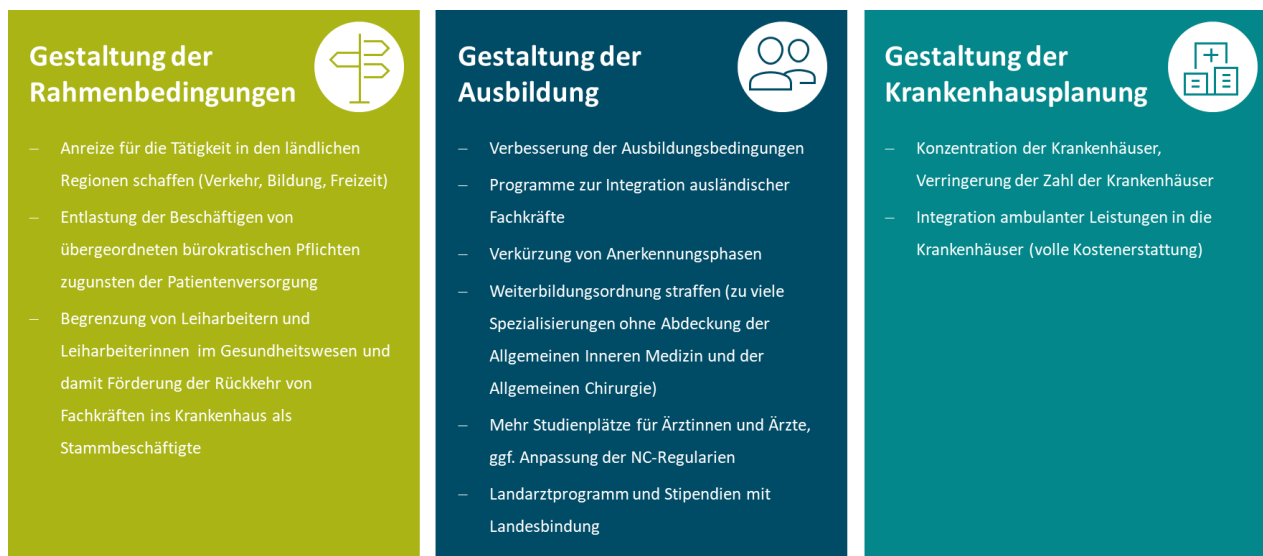 Gestaltung der
Rahmenbedingungen
– Anreize für die Tätigkeit in den ländlichen
Regionen schaffen (Verkehr, Bildung, Freizeit)
– Entlastung der Beschäftigen von
übergeordneten bürokratischen Pflichten
zugunsten der Patientenversorgung
– Begrenzung von Leiharbeitern und
Leiharbeiterinnen im Gesundheitswesen und
damit Förderung der Rückkehr von
Fachkräften ins Krankenhaus als
Stammbeschäftigte
Gestaltung der
Ausbildung
– Verbesserung der Ausbildungsbedingungen
– Programme zur Integration ausländischer
Fachkräfte
– Verkürzung von Anerkennungsphasen
– Weiterbildungsordnung straffen (zu viele
Spezialisierungen ohne Abdeckung der
Allgemeinen Inneren Medizin und der
Allgemeinen Chirurgie)
– Mehr Studienplätze für Ärztinnen und Ärzte,
ggf. Anpassung der NC-Regularien
– Landarztprogramm und Stipendien mit
Landesbindung
Gestaltung der
Krankenhausplanung
– Konzentration der Krankenhäuser,
Verringerung der Zahl der Krankenhäuser
– Integration ambulanter Leistungen in die
Krankenhäuser (volle Kostenerstattung)